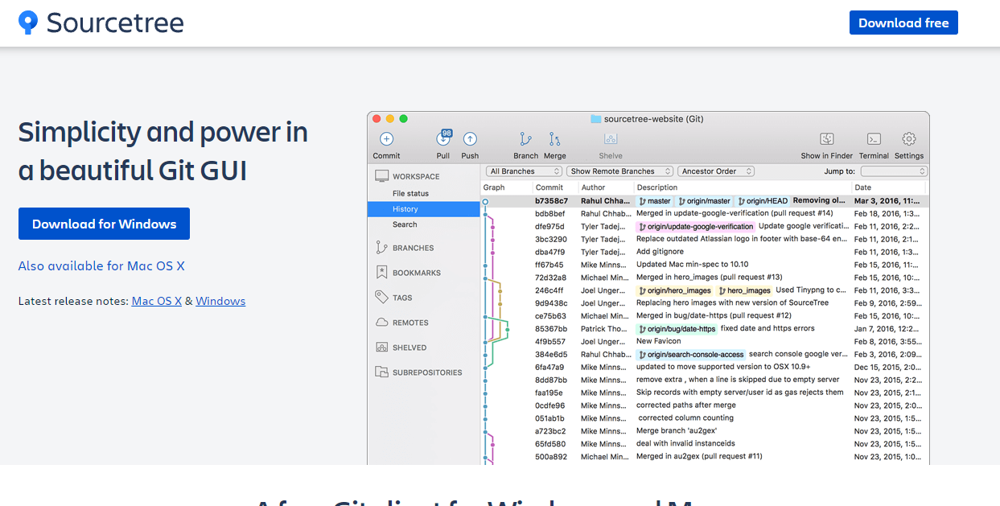 Sourcetree
Download free
Simplicity and power in
a beautiful Git GUI
Download for Windows
Also available for Mac OS X
Latest release notes: Mac OS X & Windows
sourcetree-website (Git)
98
Commit Pull Push Branch Merge Shelve Show in Finder Terminal Settings
WORKSPACE
File status
History
Search
BRANCHES
BOOKMARKS
TAGS
REMOTES
SHELVED
SUBREPOSITORIES
All Branches Show Remote Branches Ancestor Order Jump to:
Graph Commit Author Description Date
b7358c7 Rahul Chha... master origin/master origin/HEAD Removing ol... Mar 3, 2016, 11:...
bdb8bef Rahul Chhab... Merged in update-google-verification (pull request #14) Feb 18, 2016, 1:3...
dfe975d Tyler Tadej... origin/update-google-verification Update google verificati... Feb 11, 2016, 2:2...
3bc3290 Tyler Tadej... Replace outdated Atlassian logo in footer with base-64 en... Feb 11, 2016, 2:1...
dba47f9 Tyler Tadej... Add gitignore Feb 11, 2016, 1:3...
ff67b45 Mike Minns... Updated Mac min-spec to 10.10 Feb 15, 2016, 11:...
72d32a8 Michael Min... Merged in hero_images (pull request #13) Feb 15, 2016, 10:...
246c4ff Joel Unger... origin/hero_images hero_images Used Tinypng to c... Feb 11, 2016, 3:3...
9d9438c Joel Unger... Replacing hero images with new version of SourceTree Feb 9, 2016, 2:59...
ce75b63 Michael Min... Merged in bug/date-https (pull request #12) Feb 15, 2016, 10:...
85367bb Patrick Tho... origin/bug/date-https fixed date and https errors Jan 7, 2016, 12:2...
4f9b557 Joel Unger... New Favicon Feb 8, 2016, 3:55...
384e6d5 Rahul Chhab... origin/search-console-access search console google ver... Feb 3, 2016, 2:09...
6fa47a9 Mike Minns... updated to move supported version to OSX 10.9+ Dec 15, 2015, 2:0...
8dd87bb Mike Minns... remove extra , when a line is skipped due to empty server Nov 23, 2015, 2:2...
faa195e Mike Minns... Skip records with empty server/user id as gas rejects them Nov 23, 2015, 2:1...
0cdfe96 Mike Minns... corrected paths after merge Nov 23, 2015, 2:0...
051ab1b Mike Minns... corrected column counting Nov 23, 2015, 1:5...
a723bc2 Mike Minns... Merge branch 'au2gex' Nov 23, 2015, 1:5...
65fd580 Mike Minns... deal with invalid instanceids Nov 23, 2015, 1:5...
500a892 Michael Min... Merged in au2gex (pull request #11) Nov 23, 2015, 1:0...